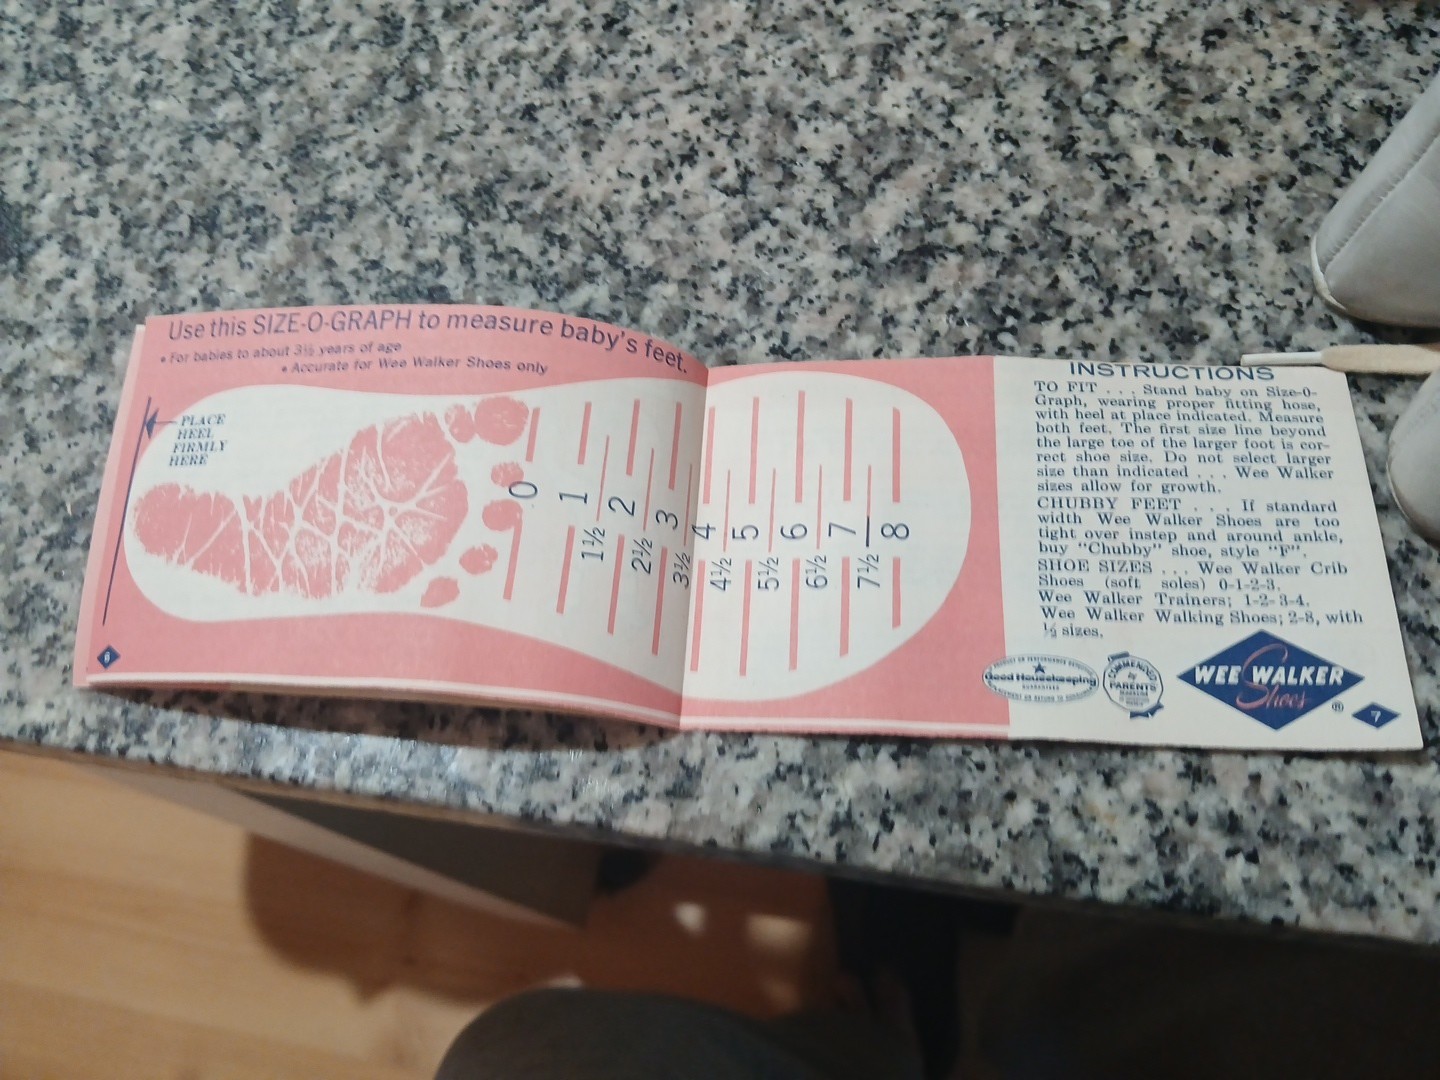 Use this SIZE-O-GRAPH to measure baby's feet.
• For babies to about 3½ years of age
• Accurate for Wee Walker Shoes only
PLACE
HEEL
FIRMLY
HERE
0
1
1½
2
2½
3
3½
4
4½
5
5½
6
6½
7
7½
8
INSTRUCTIONS
TO FIT . . . Stand baby on Size-O-
Graph, wearing proper fitting hose,
with heel at place indicated. Measure
both feet. The first size line beyond
the large toe of the larger foot is cor-
rect shoe size. Do not select larger
size than indicated . . . Wee Walker
sizes allow for growth.
CHUBBY FEET . . . If standard
width Wee Walker Shoes are too
tight over instep and around ankle,
buy "Chubby" shoe, style "F".
SHOE SIZES . . . Wee Walker Crib
Shoes (soft soles) 0-1-2-3.
Wee Walker Trainers; 1-2-3-4.
Wee Walker Walking Shoes; 2-8, with
½ sizes.
Good Housekeeping
GUARANTEES
COMMENDED
by
PARENTS
MAGAZINE
WEE WALKER
Shoes
®
7